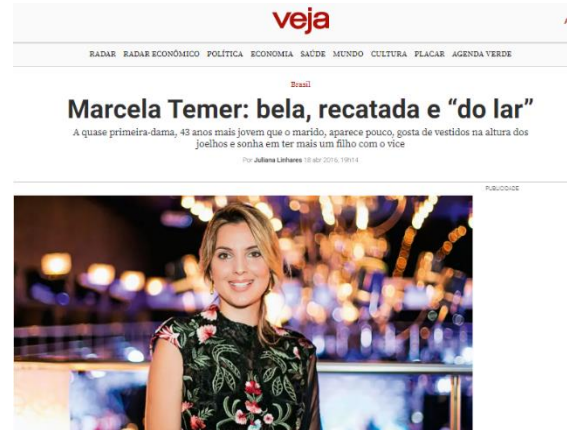 veja
RADAR RADAR ECONÔMICO POLÍTICA ECONOMIA SAÚDE MUNDO CULTURA PLACAR AGENDA VERDE
Brasil
Marcela Temer: bela, recatada e “do lar”
A quase primeira-dama, 43 anos mais jovem que o marido, aparece pouco, gosta de vestidos na altura dos
joelhos e sonha em ter mais um filho com o vice
Por Juliana Linhares 18 abr 2016, 19h14
PUBLICIDADE